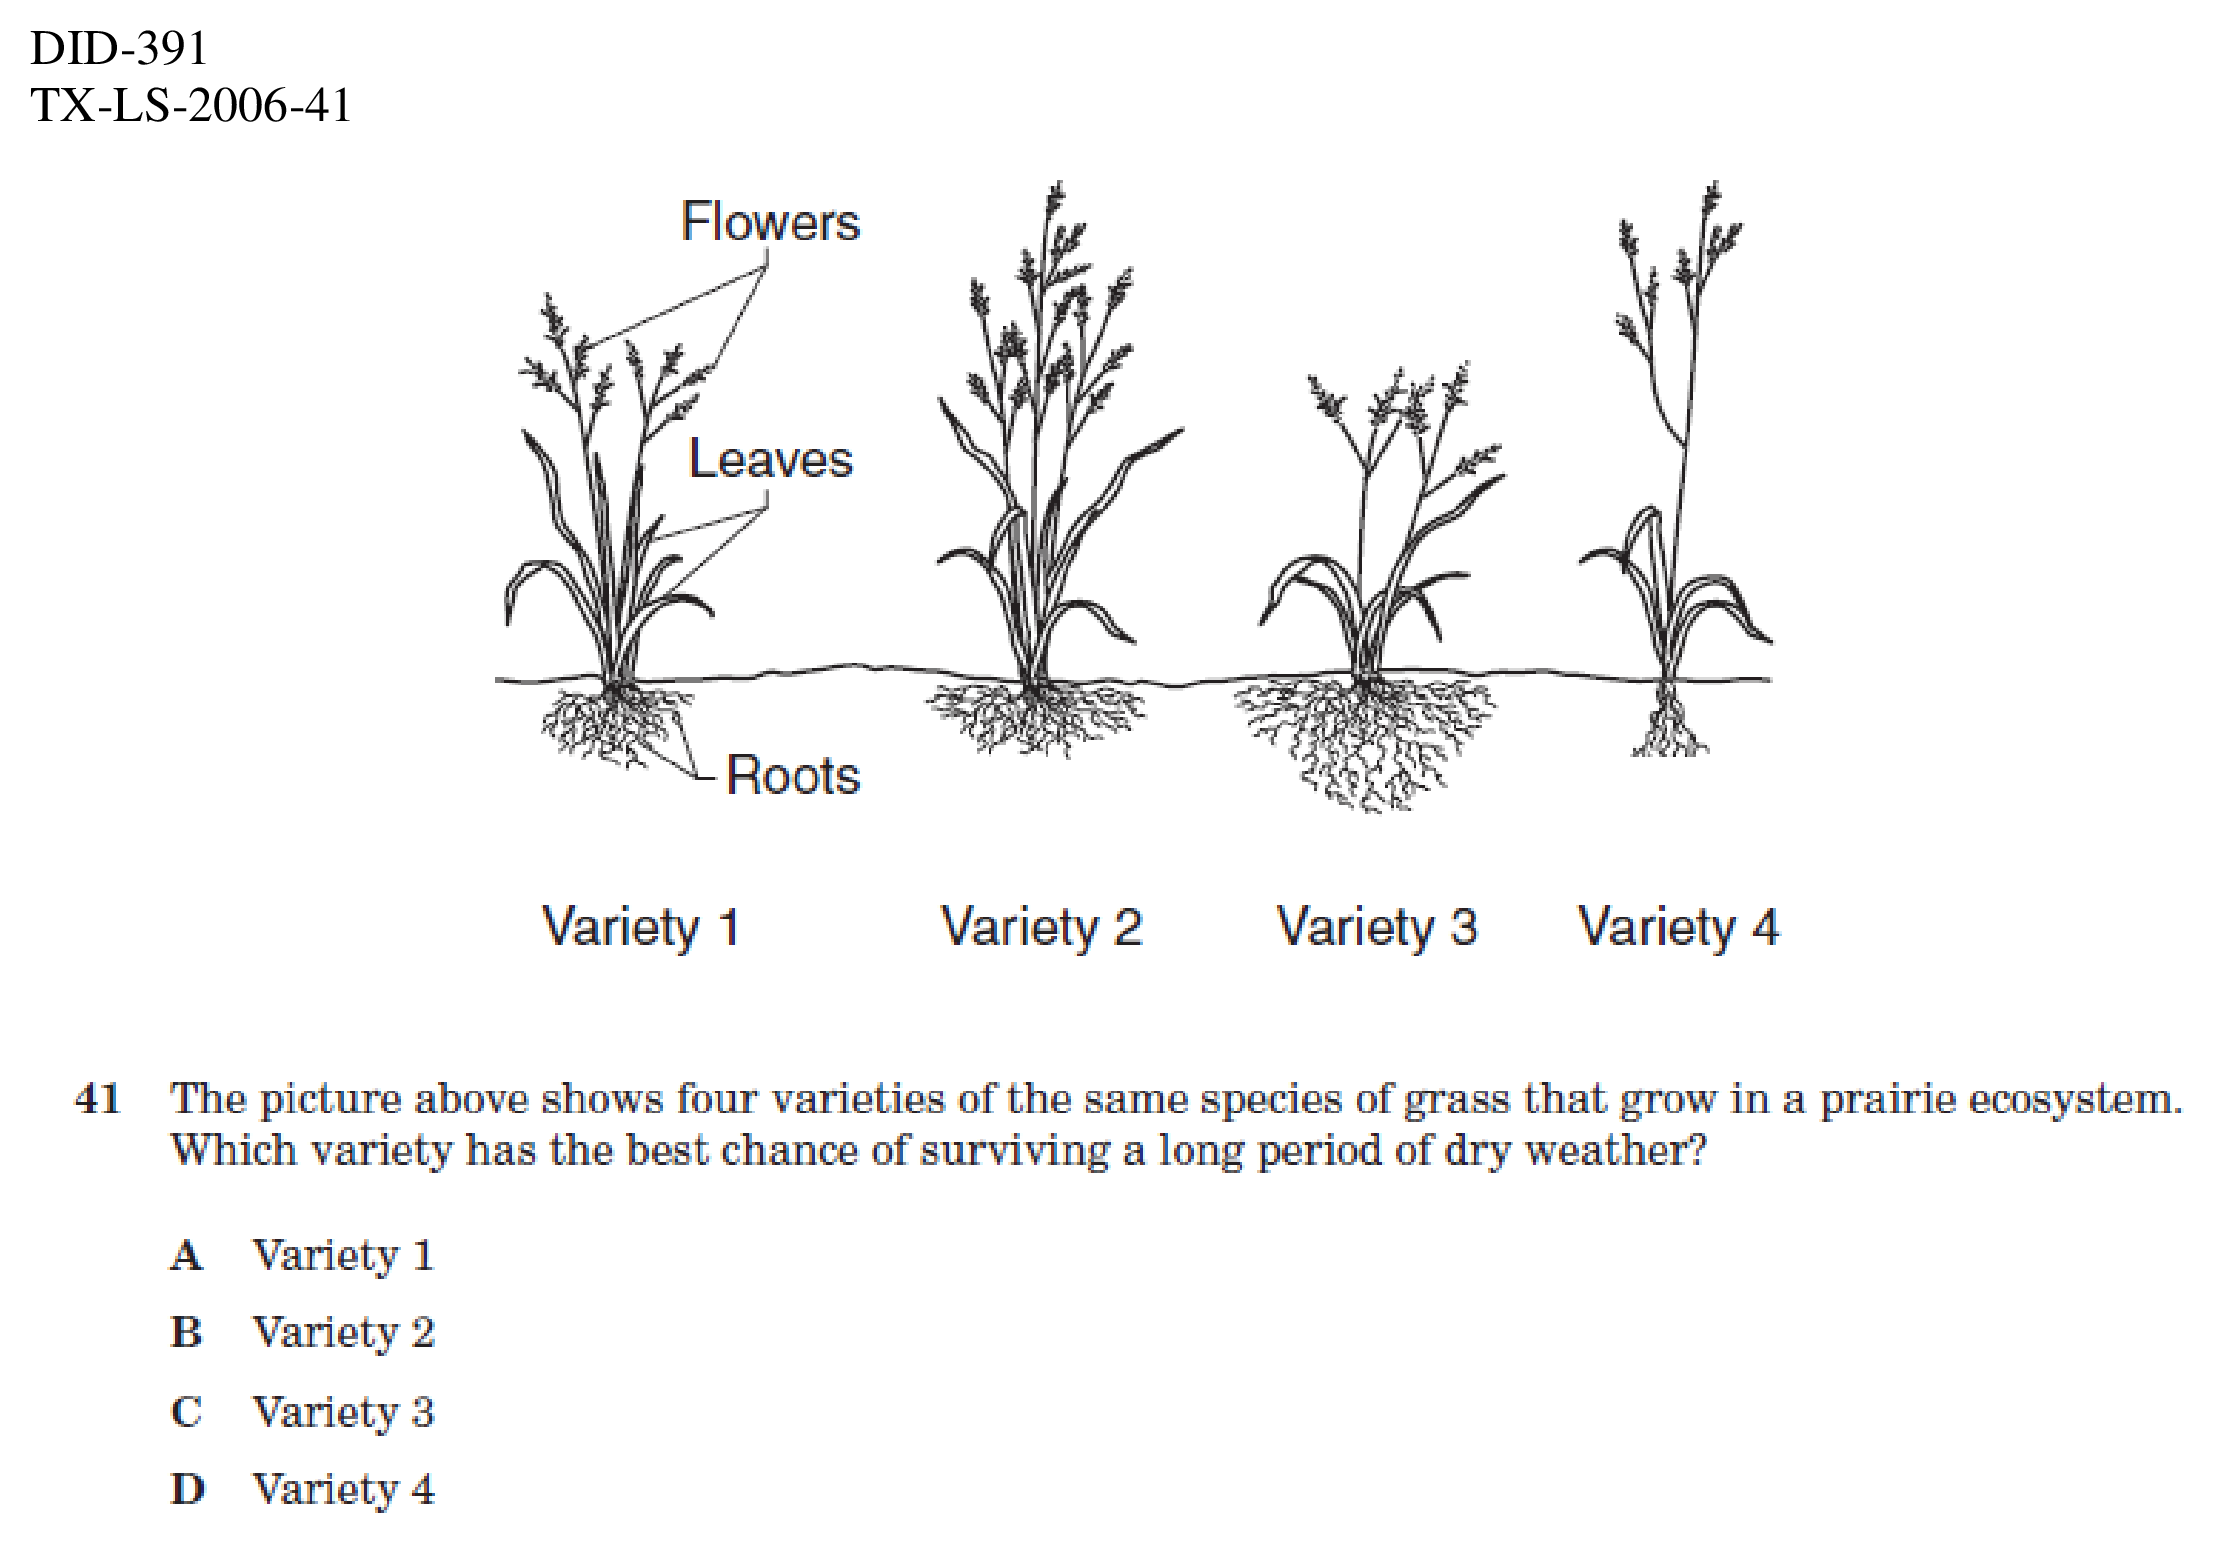 DID-391
TX-LS-2006-41
Flowers
Leaves
Roots
Variety 1
Variety 2
Variety 3
Variety 4
41 The picture above shows four varieties of the same species of grass that grow in a prairie ecosystem.
Which variety has the best chance of surviving a long period of dry weather?
A Variety 1
B Variety 2
C Variety 3
D Variety 4